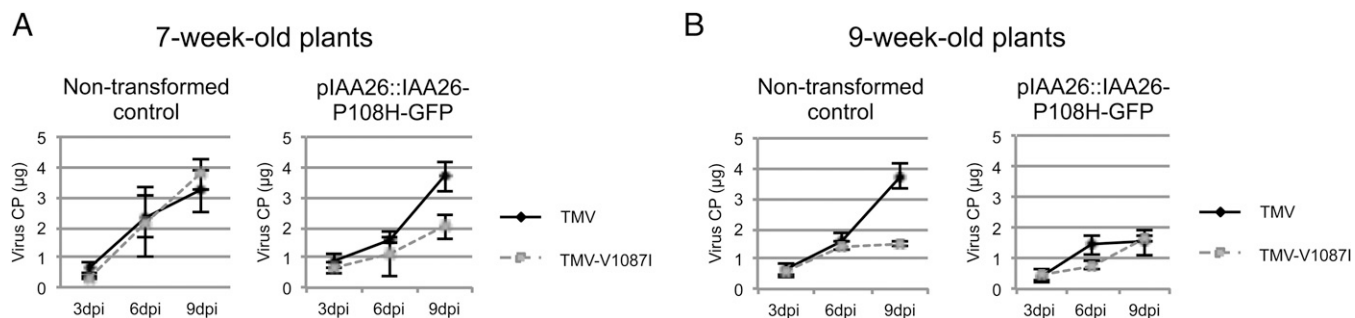 A
7-week-old plants
Non-transformed
control
pIAA26::IAA26-
P108H-GFP
Virus CP (µg)
5
4
3
2
1
0
3dpi 6dpi 9dpi
Virus CP (µg)
5
4
3
2
1
0
3dpi 6dpi 9dpi
TMV
TMV-V1087I
B
9-week-old plants
Non-transformed
control
pIAA26::IAA26-
P108H-GFP
Virus CP (µg)
5
4
3
2
1
0
3dpi 6dpi 9dpi
Virus CP (µg)
5
4
3
2
1
0
3dpi 6dpi 9dpi
TMV
TMV-V1087I